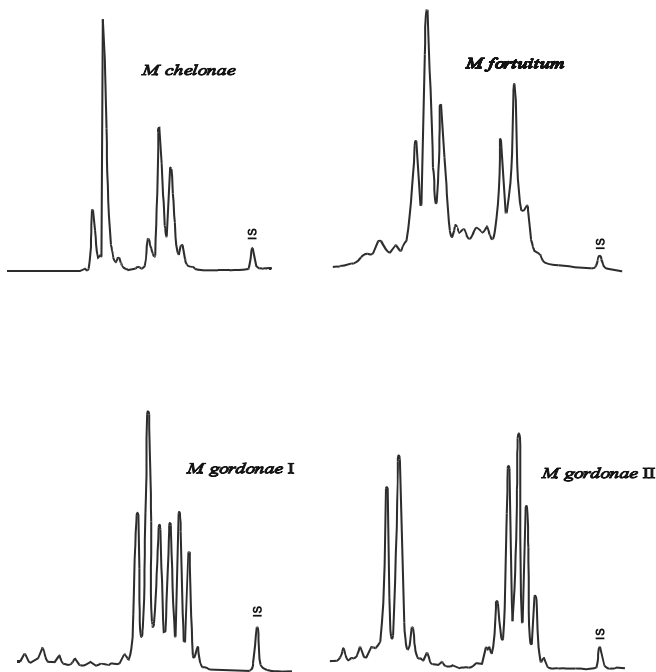 M chelonae
M fortuitum
IS
IS
M gordonae I
M gordonae II
IS
IS